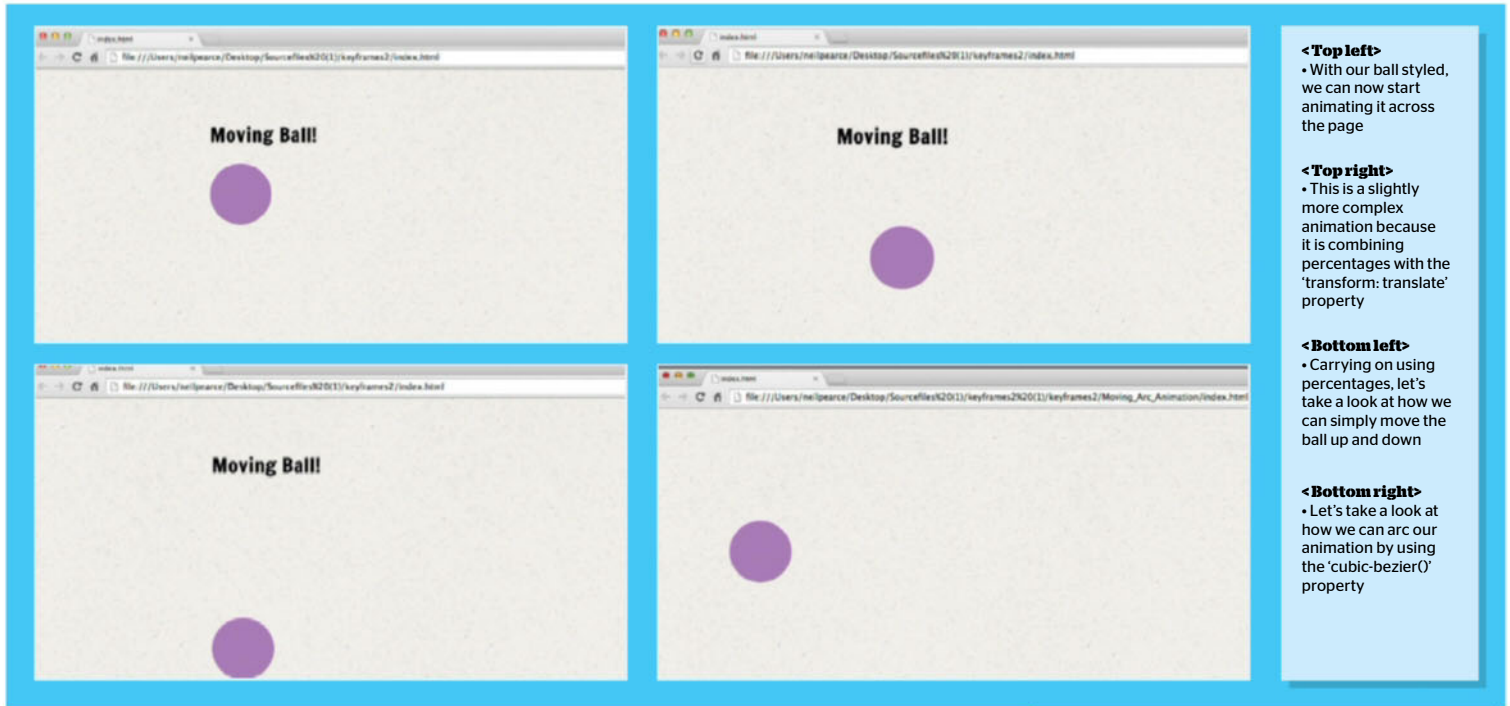 index.html
file:///Users/neilpearce/Desktop/Sourcefiles%20(1)/keyframes2/index.html
Moving Ball!
index.html
file:///Users/neilpearce/Desktop/Sourcefiles%20(1)/keyframes2/index.html
Moving Ball!
index.html
file:///Users/neilpearce/Desktop/Sourcefiles%20(1)/keyframes2/index.html
Moving Ball!
index.html
file:///Users/neilpearce/Desktop/Sourcefiles%20(1)/keyframes2%20(1)/keyframes2/Moving_Arc_Animation/index.html
<Top left>
• With our ball styled,
we can now start
animating it across
the page
<Top right>
• This is a slightly
more complex
animation because
it is combining
percentages with the
‘transform: translate’
property
<Bottom left>
• Carrying on using
percentages, let’s
take a look at how we
can simply move the
ball up and down
<Bottom right>
• Let’s take a look at
how we can arc our
animation by using
the ‘cubic-bezier()’
property